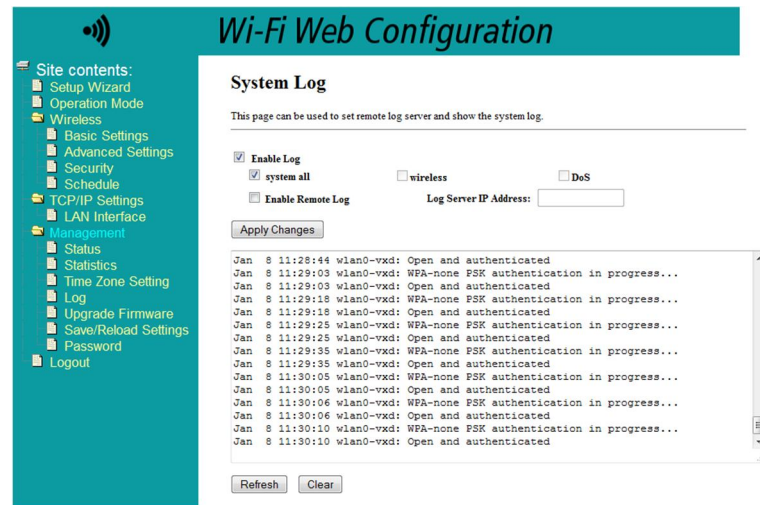 Wi-Fi Web Configuration
Site contents:
Setup Wizard
Operation Mode
Wireless
Basic Settings
Advanced Settings
Security
Schedule
TCP/IP Settings
LAN Interface
Management
Status
Statistics
Time Zone Setting
Log
Upgrade Firmware
Save/Reload Settings
Password
Logout
System Log
This page can be used to set remote log server and show the system log.
Enable Log
system all wireless DoS
Enable Remote Log Log Server IP Address:
Apply Changes
Jan 8 11:28:44 wlan0-vxd: Open and authenticated
Jan 8 11:29:03 wlan0-vxd: WPA-none PSK authentication in progress...
Jan 8 11:29:03 wlan0-vxd: Open and authenticated
Jan 8 11:29:18 wlan0-vxd: WPA-none PSK authentication in progress...
Jan 8 11:29:18 wlan0-vxd: Open and authenticated
Jan 8 11:29:25 wlan0-vxd: WPA-none PSK authentication in progress...
Jan 8 11:29:25 wlan0-vxd: Open and authenticated
Jan 8 11:29:35 wlan0-vxd: WPA-none PSK authentication in progress...
Jan 8 11:29:35 wlan0-vxd: Open and authenticated
Jan 8 11:30:05 wlan0-vxd: WPA-none PSK authentication in progress...
Jan 8 11:30:05 wlan0-vxd: Open and authenticated
Jan 8 11:30:06 wlan0-vxd: WPA-none PSK authentication in progress...
Jan 8 11:30:06 wlan0-vxd: Open and authenticated
Jan 8 11:30:10 wlan0-vxd: WPA-none PSK authentication in progress...
Jan 8 11:30:10 wlan0-vxd: Open and authenticated
Refresh Clear